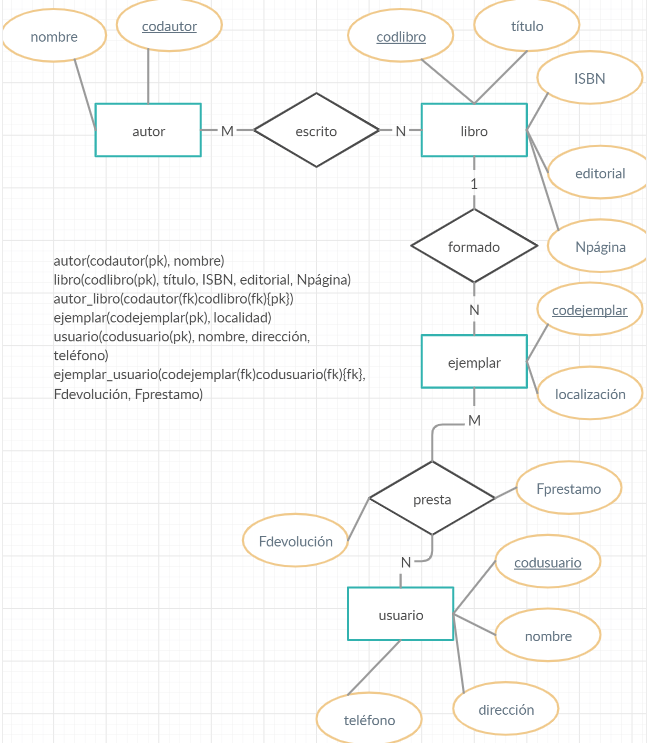 nombre
codautor
codlibro
título
ISBN
autor
M
escrito
N
libro
editorial
1
formado
Npágina
autor(codautor(pk), nombre)
libro(codlibro(pk), título, ISBN, editorial, Npágina)
autor_libro(codautor(fk)codlibro(fk){pk})
ejemplar(codejemplar(pk), localidad)
usuario(codusuario(pk), nombre, dirección,
teléfono)
ejemplar_usuario(codejemplar(fk)codusuario(fk){fk},
Fdevolución, Fprestamo)
N
codejemplar
ejemplar
localización
M
presta
Fprestamo
Fdevolución
N
codusuario
usuario
nombre
teléfono
dirección